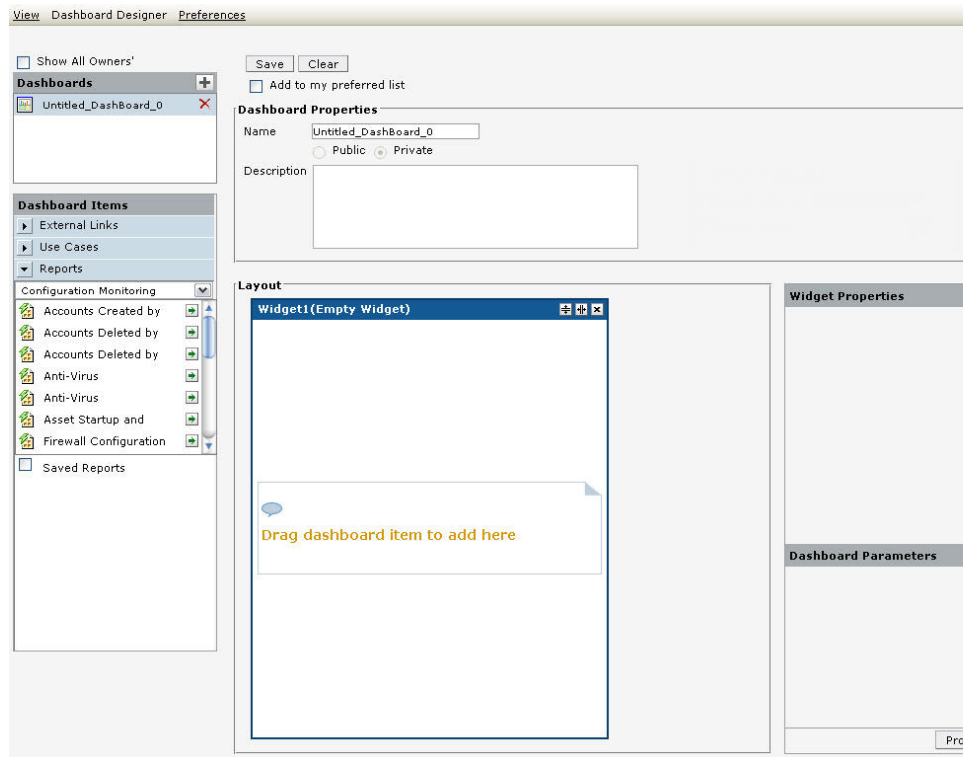 View Dashboard Designer Preferences
Show All Owners'
Dashboards
Untitled_DashBoard_0
Save Clear
Add to my preferred list
Dashboard Properties
Name Untitled_DashBoard_0
Public Private
Description
Dashboard Items
External Links
Use Cases
Reports
Configuration Monitoring
Accounts Created by
Accounts Deleted by
Accounts Deleted by
Anti-Virus
Anti-Virus
Asset Startup and
Firewall Configuration
Saved Reports
Layout
Widget1(Empty Widget)
Drag dashboard item to add here
Widget Properties
Dashboard Parameters
Pro